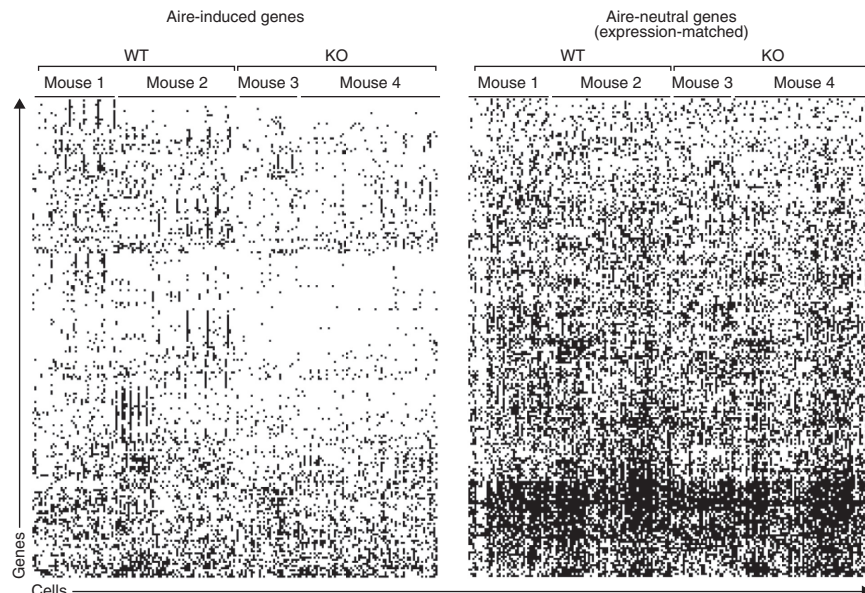 Aire-induced genes
Aire-neutral genes
(expression-matched)
WT KO WT KO
Mouse 1 Mouse 2 Mouse 3 Mouse 4 Mouse 1 Mouse 2 Mouse 3 Mouse 4
Genes
Cells